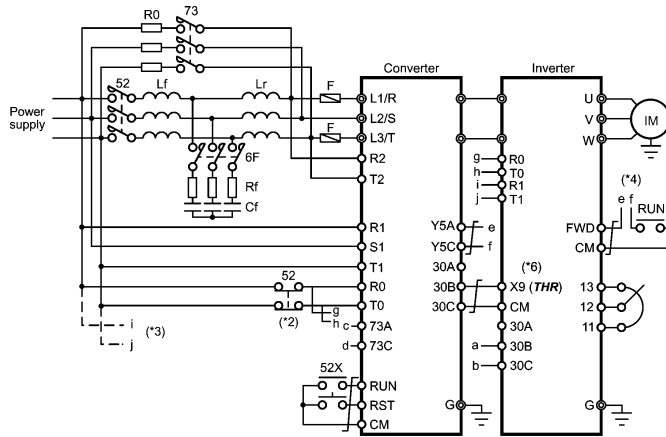 R0 73
52 Lf Lr F
Power supply
F
6F
Rf
Cf
52
(*2)
g
h
i (*3)
j
c
d
52X
Converter
L1/R
L2/S
L3/T
R2
T2
R1
S1
T1
R0
T0
73A
73C
RUN
RST
CM
Y5A e
Y5C f
30A
30B
30C
G
Inverter
g R0
h T0
i R1
j T1
(*6)
X9 (THR)
CM
30A
a 30B
b 30C
U
V
W
IM
(*4)
e f RUN
FWD
CM
13
12
11
G